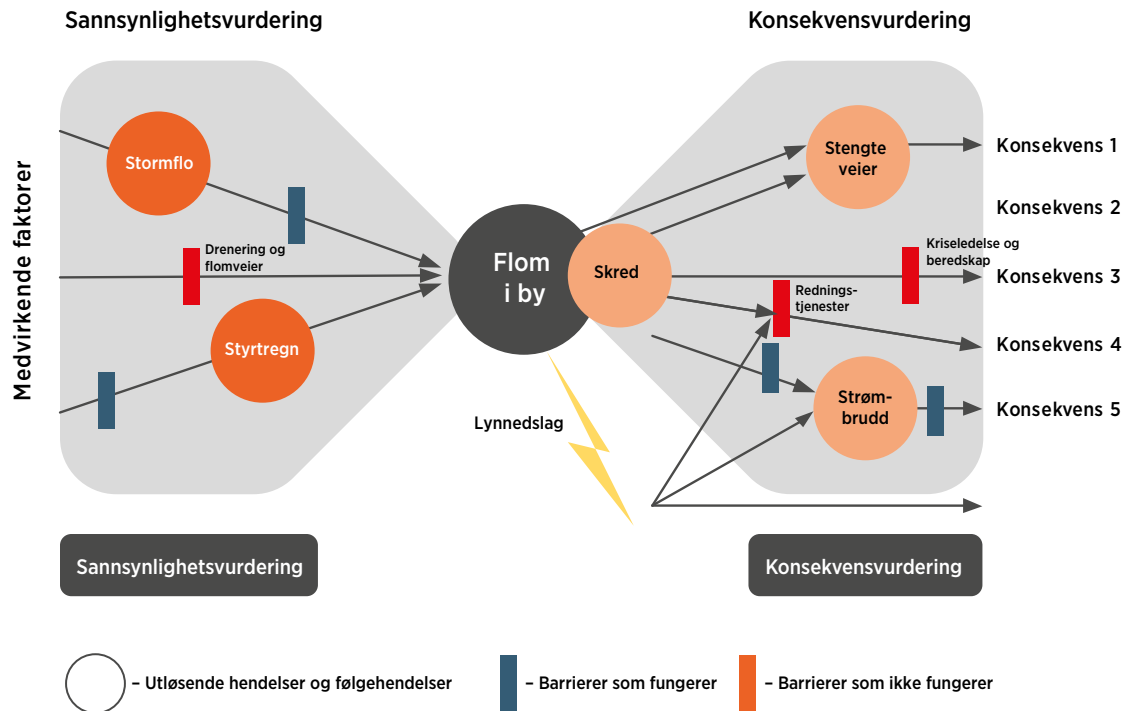 Sannsynlighetsvurdering
Konsekvensvurdering
Medvirkende faktorer
Stormflo
Drenering og
flomveier
Styrtregn
Flom
i by
Skred
Lynnedslag
Stengte
veier
Kriseledelse og
beredskap
Rednings-
tjenester
Strøm-
brudd
Konsekvens 1
Konsekvens 2
Konsekvens 3
Konsekvens 4
Konsekvens 5
Sannsynlighetsvurdering
Konsekvensvurdering
– Utløsende hendelser og følgehendelser
– Barrierer som fungerer
– Barrierer som ikke fungerer